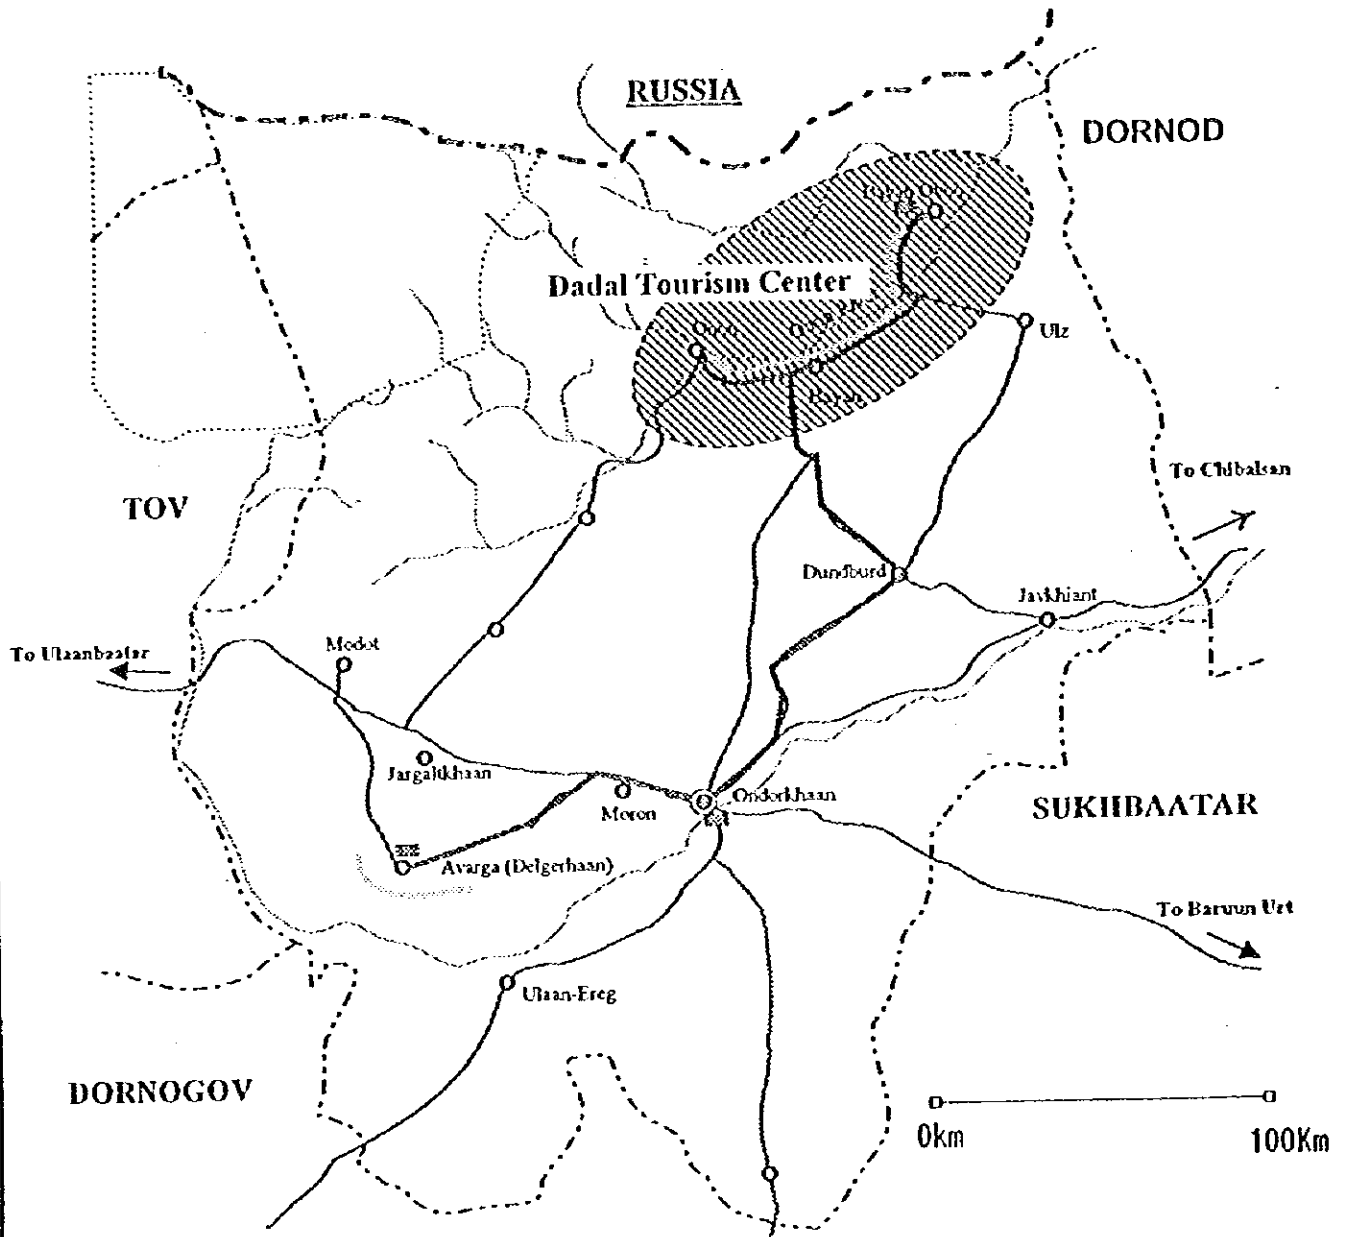 RUSSIA
DORNOD
Dadal Tourism Center
Ulz
To Chibalsan
TOV
Dundburd
Javkhiant
Modot
To Ulaanbaatar
Jargaltkhaan
Moron
Ondorkhaan
SUKHBAATAR
Avarga (Delgerhaan)
To Baruun Urt
Ulaan-Ereg
DORNOGOV
0km
100Km